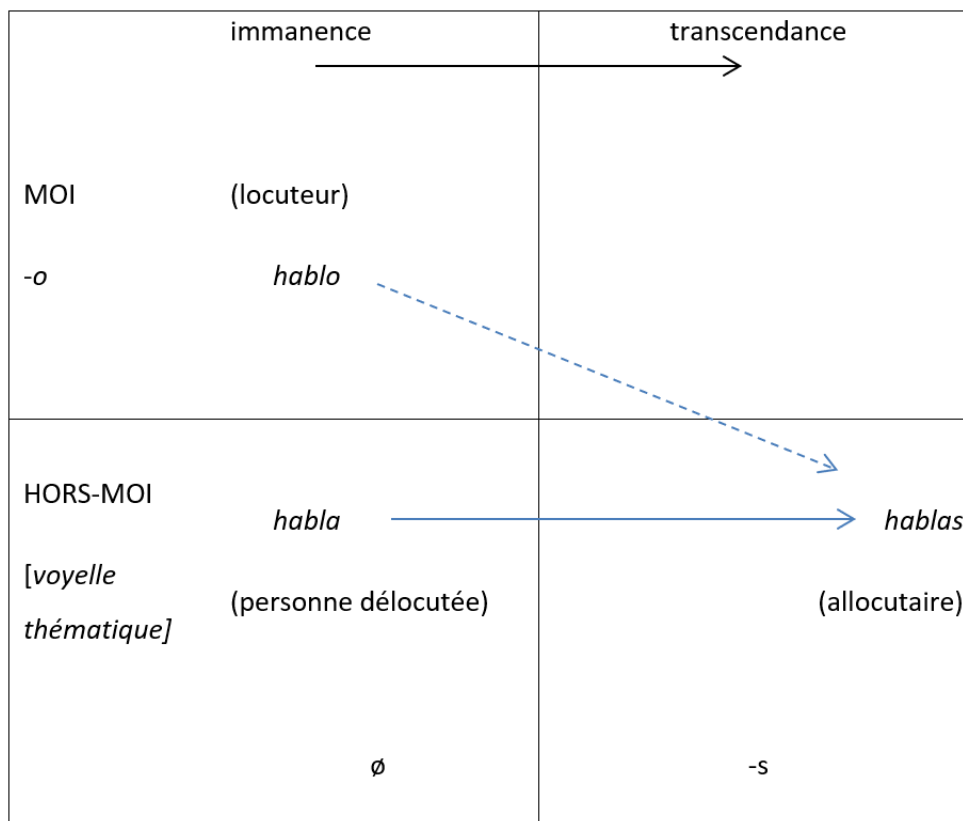 immanence transcendance
MOI (locuteur)
-o hablo
HORS-MOI
habla hablas
[voyelle
(personne délocutée) (allocutaire)
thématique]
ø -s